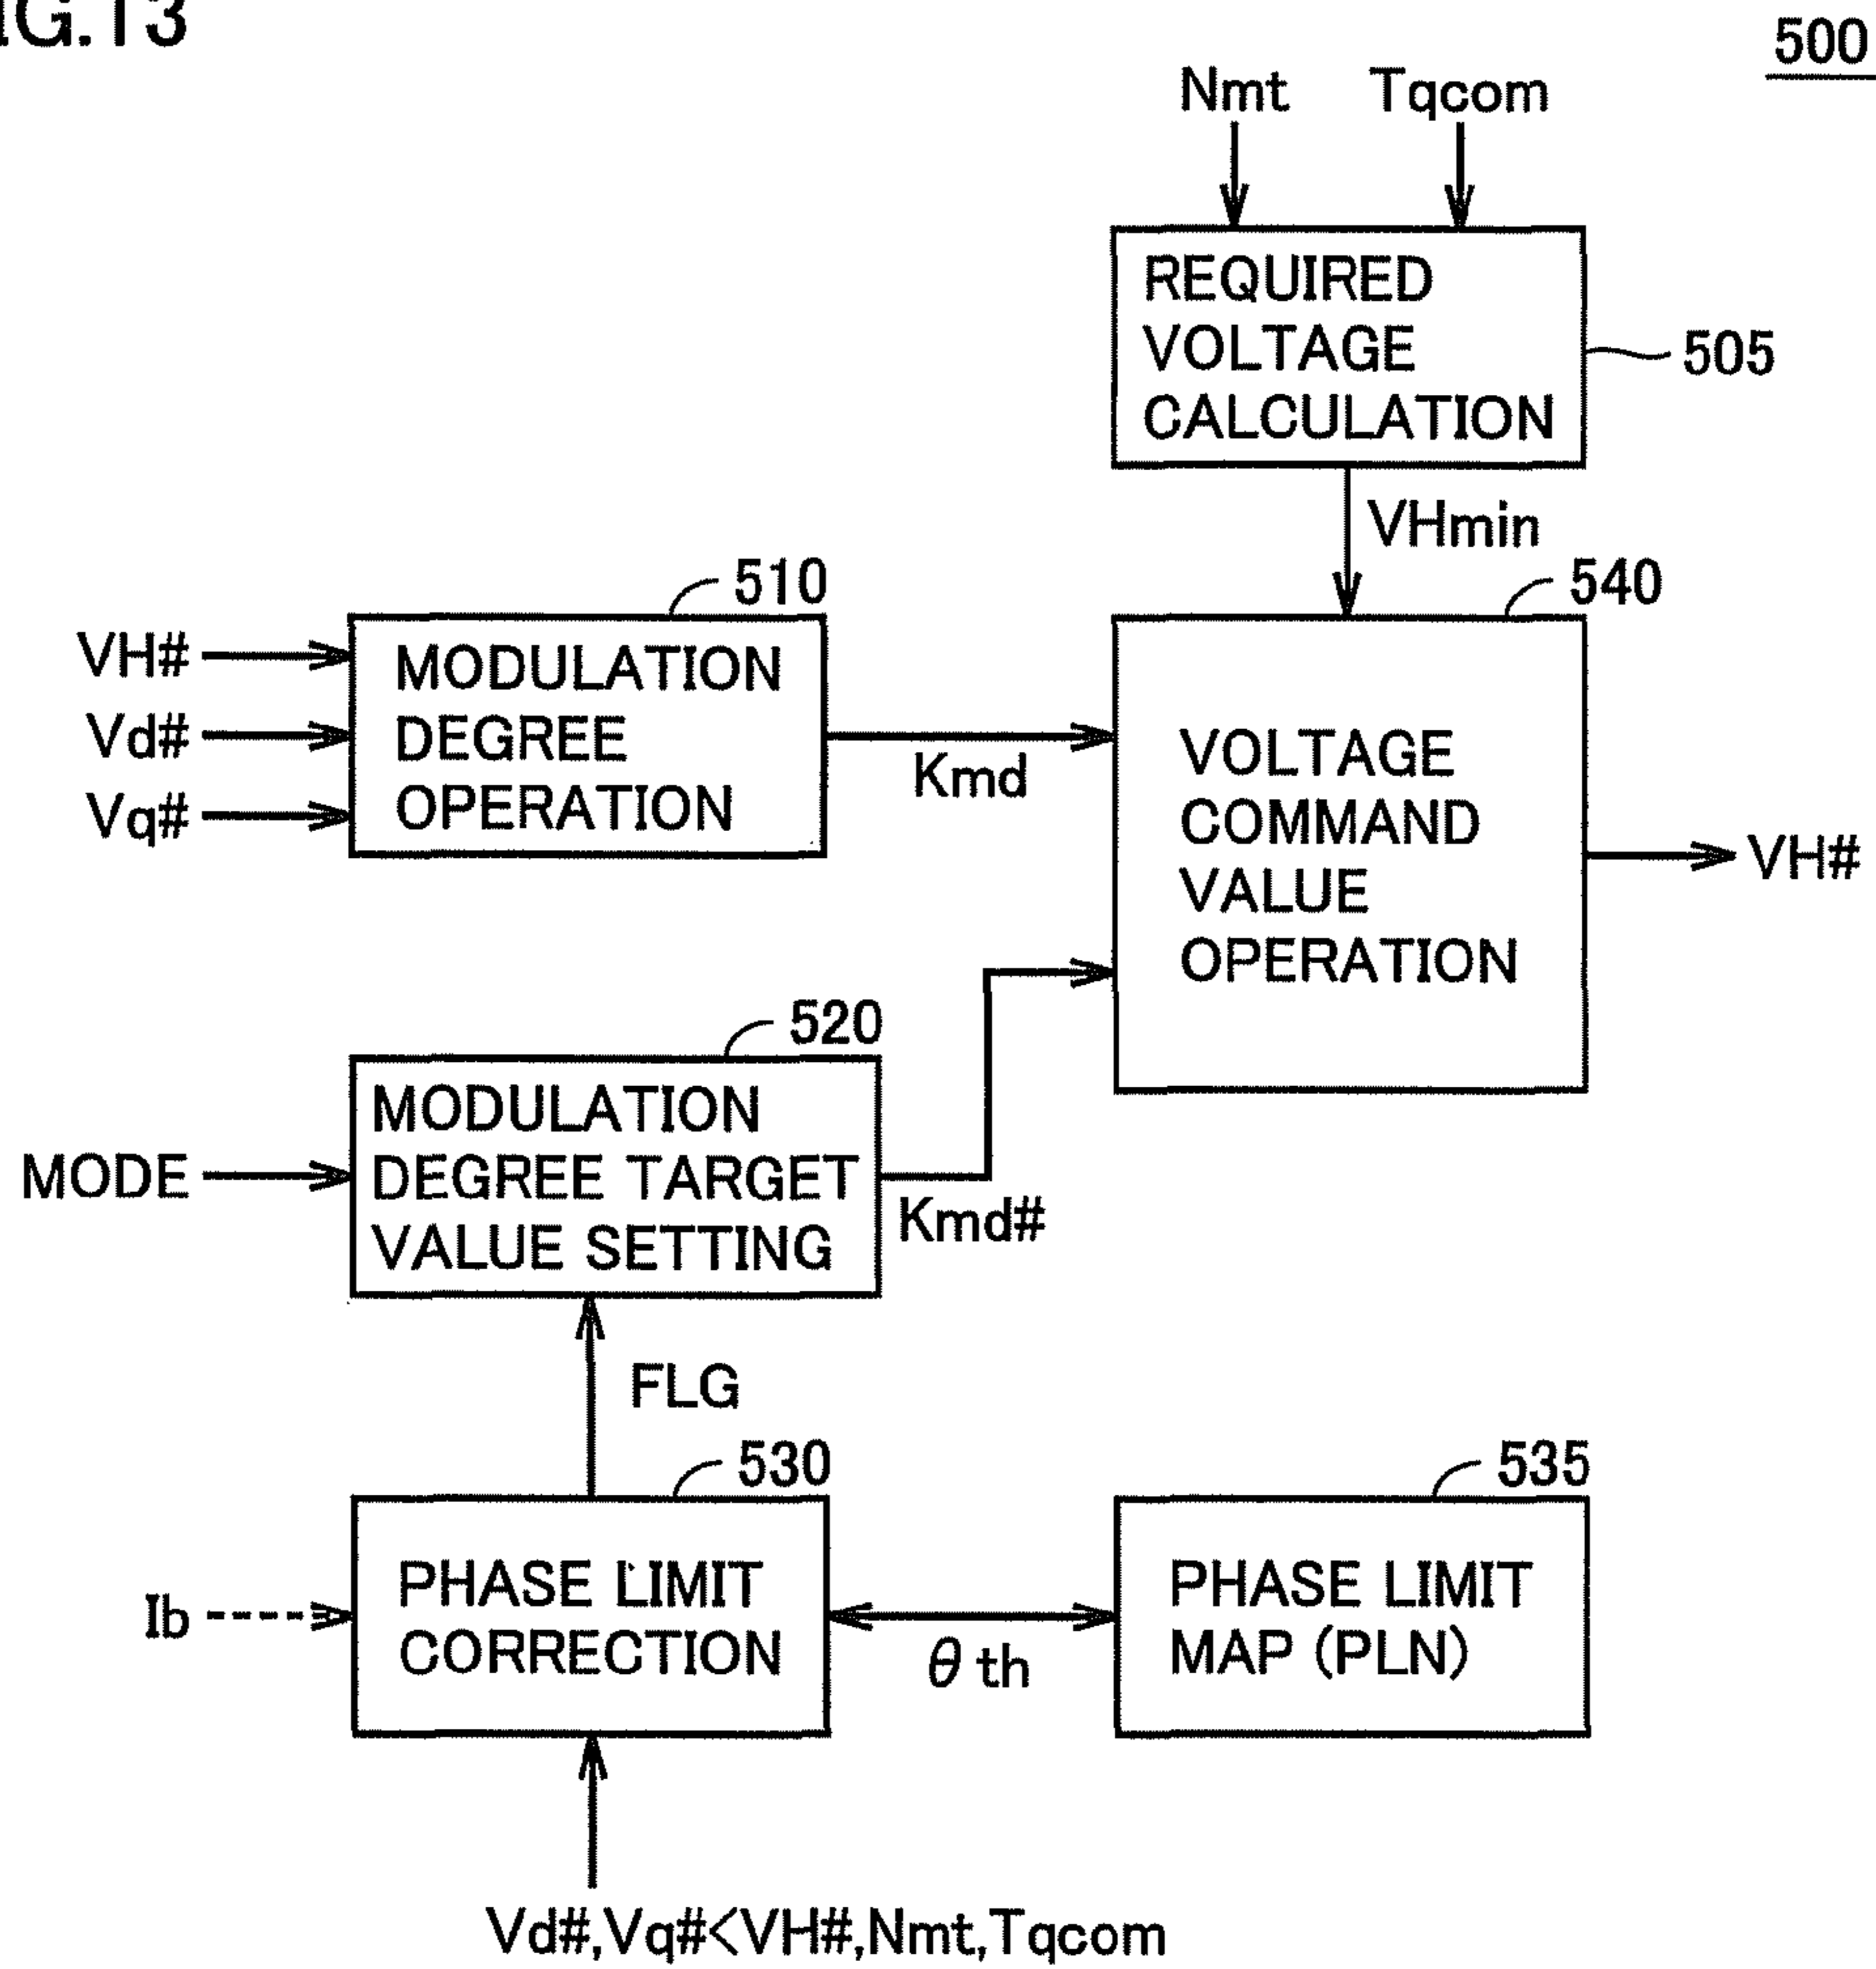 IG.13
500
Nmt
Tqcom
REQUIRED
VOLTAGE
CALCULATION
505
VHmin
510
540
VH#
Vd#
Vq#
MODULATION
DEGREE
OPERATION
Kmd
VOLTAGE
COMMAND
VALUE
OPERATION
VH#
520
MODE
MODULATION
DEGREE TARGET
VALUE SETTING
Kmd#
FLG
530
535
Ib
PHASE LIMIT
CORRECTION
θth
PHASE LIMIT
MAP (PLN)
Vd#,Vq#<VH#,Nmt,Tqcom